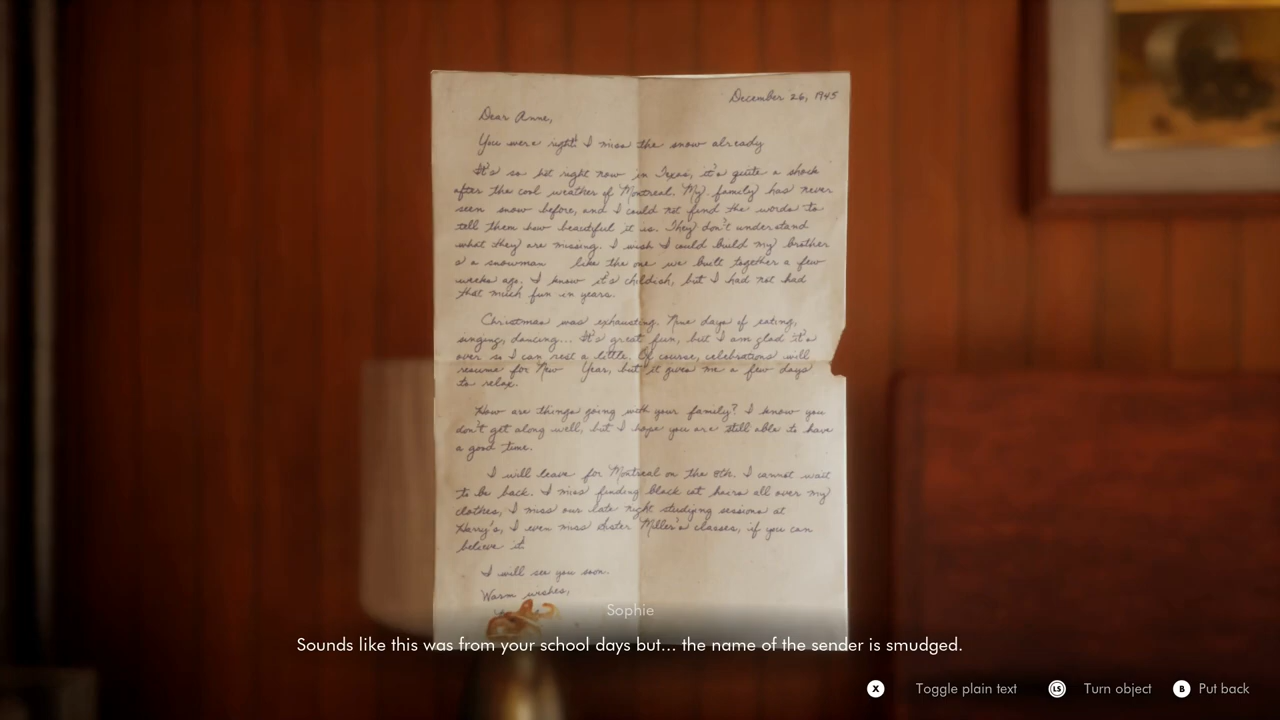 December 26, 1945
Dear Anne,
You were right! I miss the snow already
It's so hot right now in Texas, it's quite a shock
after the cool weather of Montreal. My family has never
seen snow before, and I could not find the words to
tell them how beautiful it is. They don't understand
what they are missing. I wish I could build my brother
s a snowman like the one we built together a few
weeks ago. I know it's childish, but I had not had
that much fun in years.
Christmas was exhausting. Nine days of eating,
singing, dancing... It's great fun, but I am glad it's
over so I can rest a little. Of course, celebrations will
resume for New Year, but it gives me a few days
to relax.
How are things going with your family? I know you
don't get along well, but I hope you are still able to have
a good time.
I will leave for Montreal on the 8th. I cannot wait
to be back. I miss finding black cat hairs all over my
clothes, I miss our late night studying sessions at
Harry's, I even miss Sister Miller's classes, if you can
believe it.
I will see you soon.
Warm wishes,
Sophie
Sounds like this was from your school days but... the name of the sender is smudged.
X Toggle plain text LS Turn object B Put back